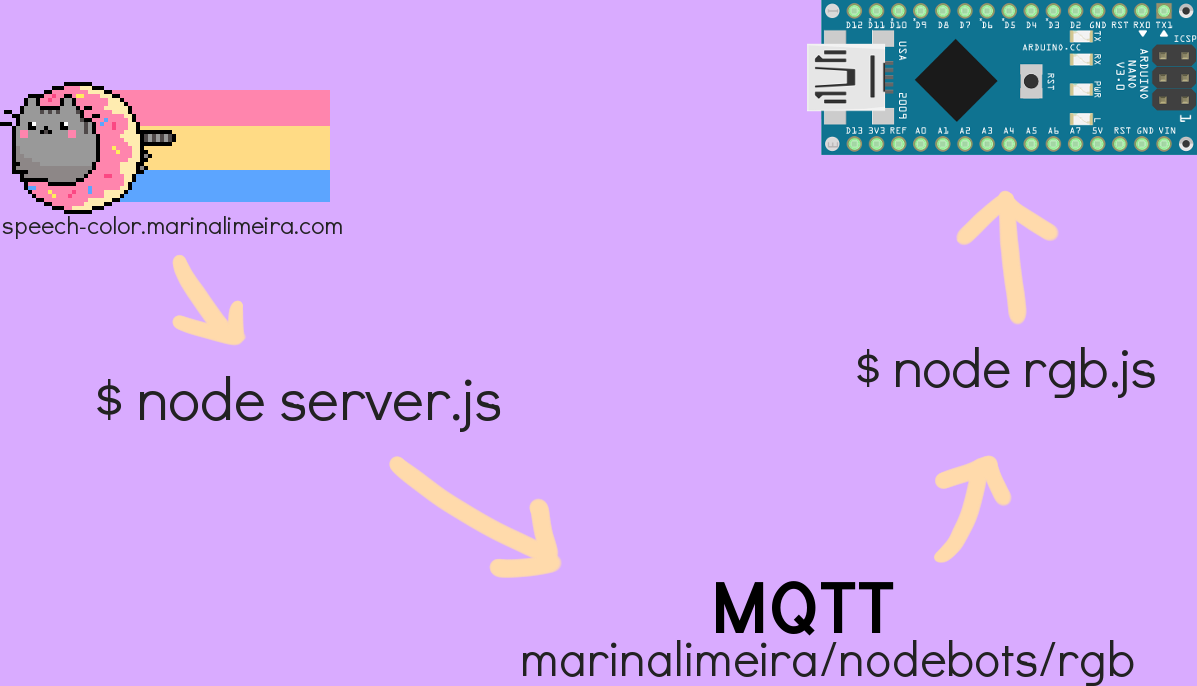 D12 D11 D10 D9 D8 D7 D6 D5 D4 D3 D2 GND RST RX0 TX1
USA
2009
ARDUINO.CC
RST
TX
RX
PWR
L
ARDUINO
NANO
V3.0
ICSP
1
D13 3V3 REF A0 A1 A2 A3 A4 A5 A6 A7 5V RST GND VIN
speech-color.marinalimeira.com
$ node server.js
$ node rgb.js
MQTT
marinalimeira/nodebots/rgb